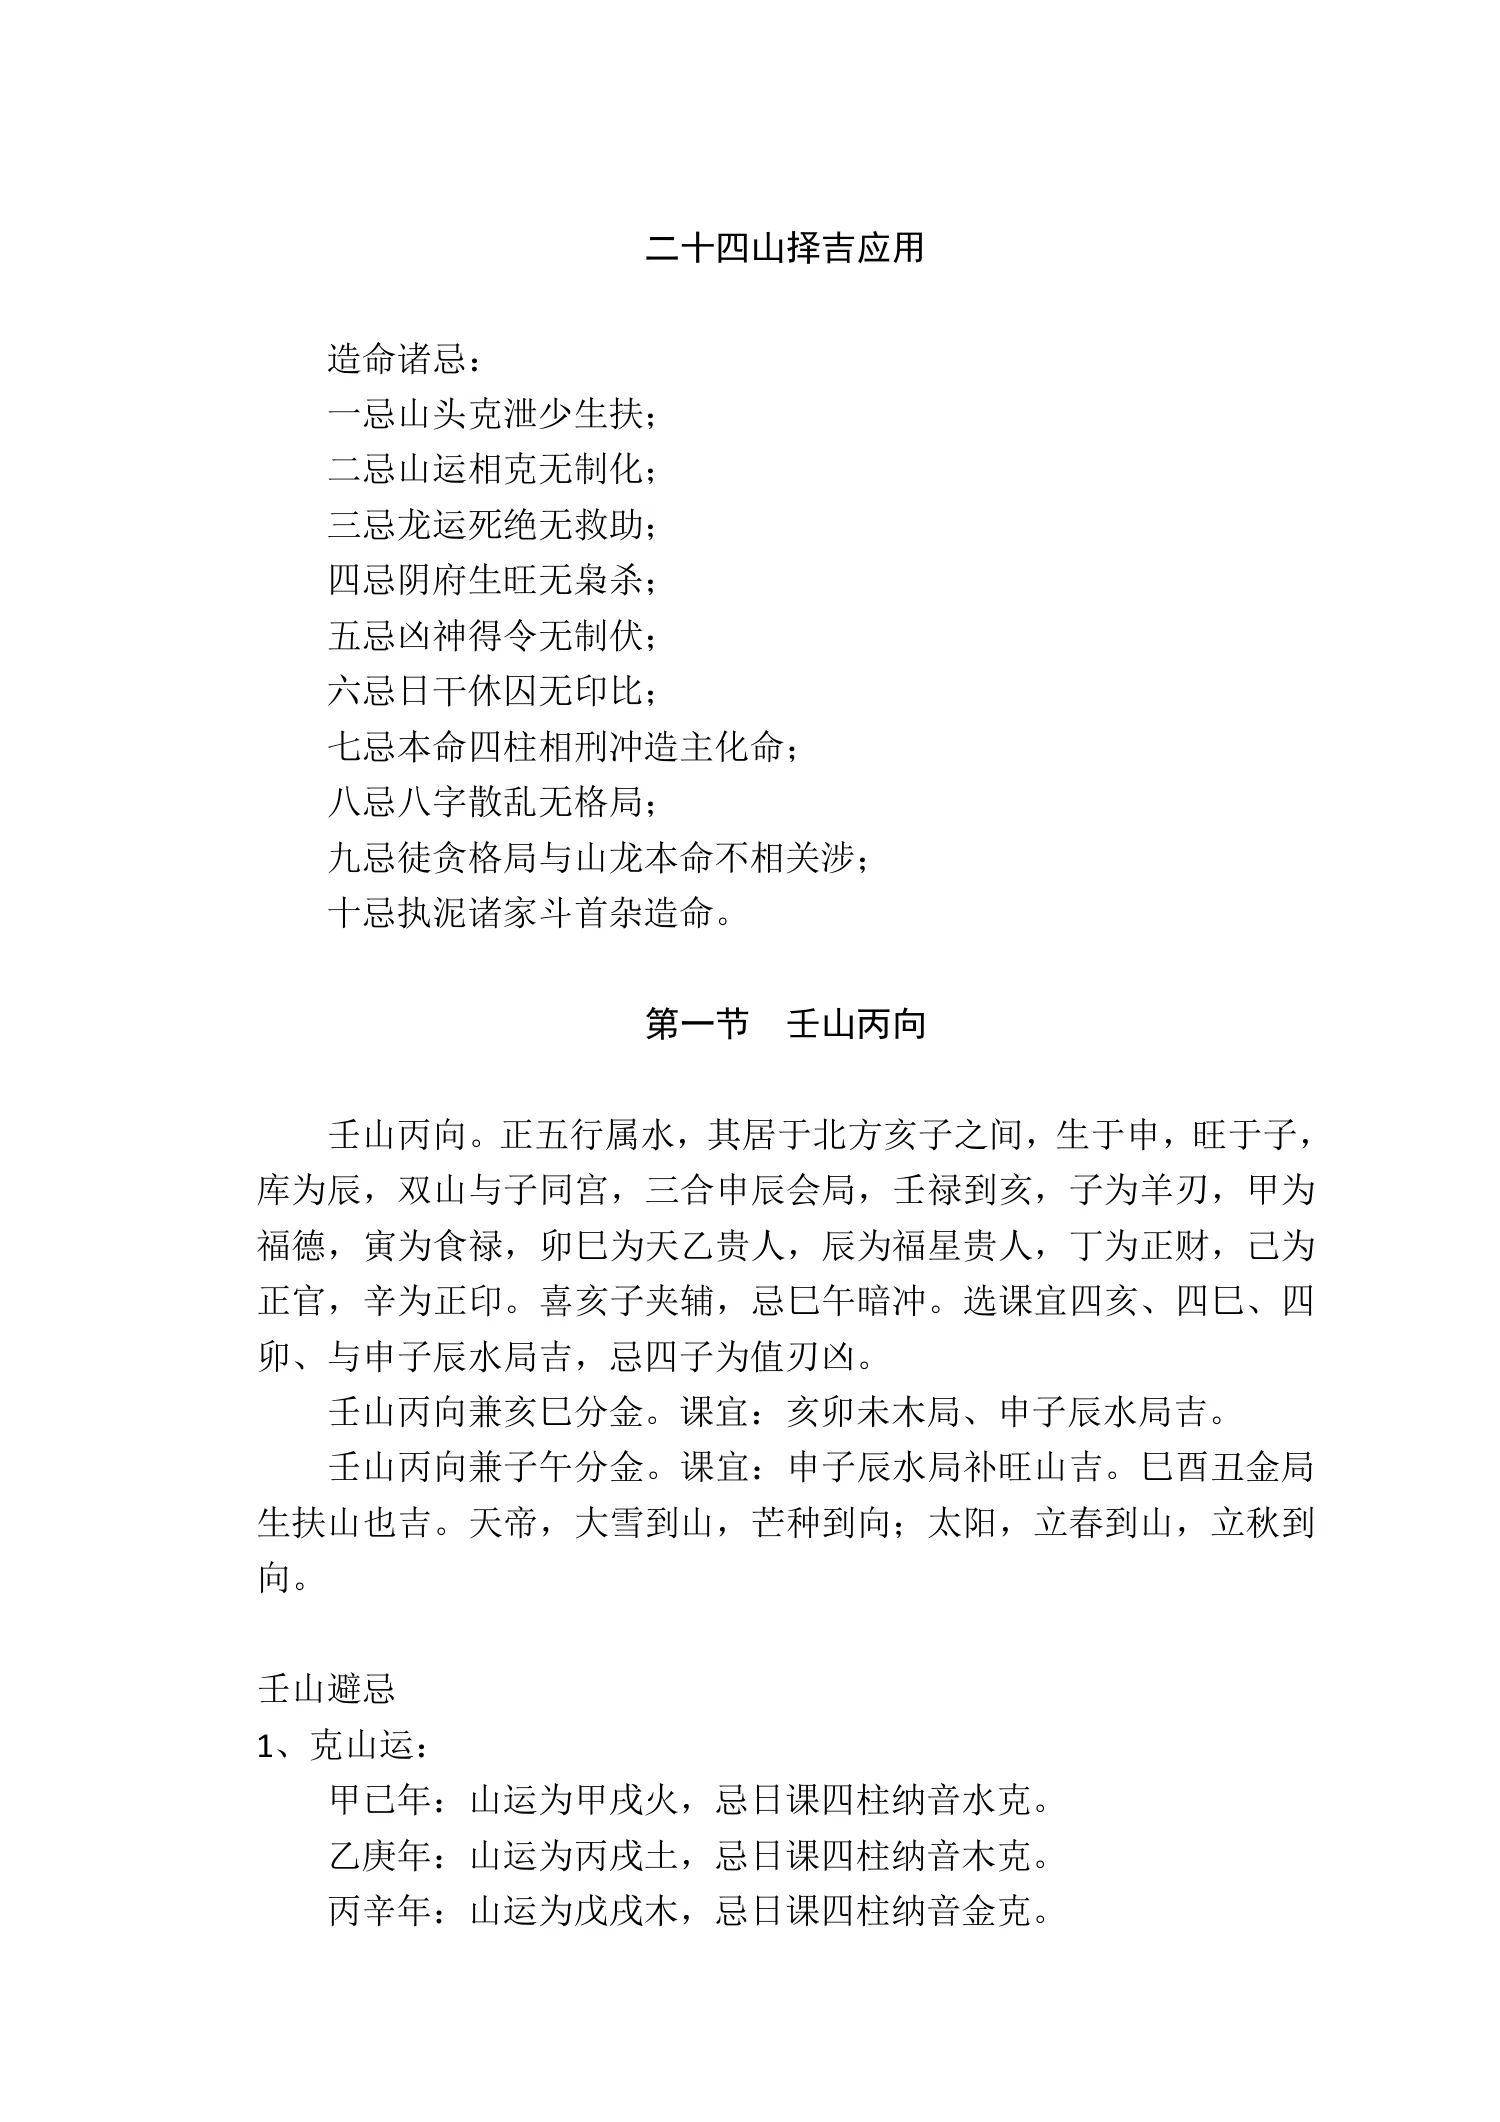 二十四山择吉应用
造命诸忌：
一忌山头克泄少生扶；
二忌山运相克无制化；
三忌龙运死绝无救助；
四忌阴府生旺无枭杀；
五忌凶神得令无制伏；
六忌日干休囚无印比；
七忌本命四柱相刑冲造主化命；
八忌八字散乱无格局；
九忌徒贪格局与山龙本命不相关涉；
十忌执泥诸家斗首杂造命。
第一节　壬山丙向
壬山丙向。正五行属水，其居于北方亥子之间，生于申，旺于子，
库为辰，双山与子同宫，三合申辰会局，壬禄到亥，子为羊刃，甲为
福德，寅为食禄，卯巳为天乙贵人，辰为福星贵人，丁为正财，己为
正官，辛为正印。喜亥子夹辅，忌巳午暗冲。选课宜四亥、四巳、四
卯、与申子辰水局吉，忌四子为值刃凶。
壬山丙向兼亥巳分金。课宜：亥卯未木局、申子辰水局吉。
壬山丙向兼子午分金。课宜：申子辰水局补旺山吉。巳酉丑金局
生扶山也吉。天帝，大雪到山，芒种到向；太阳，立春到山，立秋到
向。
壬山避忌
1、克山运：
甲已年：山运为甲戌火，忌日课四柱纳音水克。
乙庚年：山运为丙戌土，忌日课四柱纳音木克。
丙辛年：山运为戊戌木，忌日课四柱纳音金克。